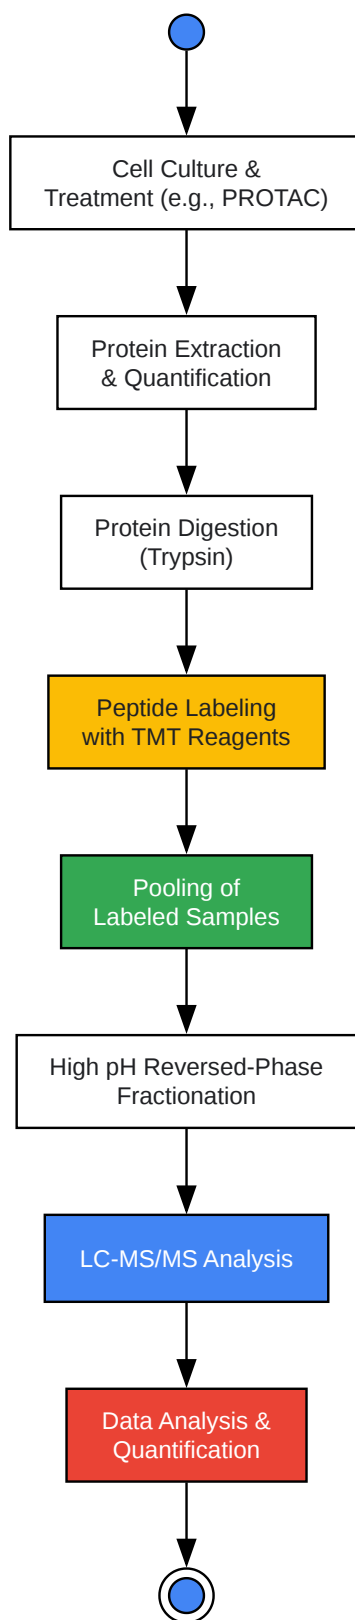 Cell Culture &
Treatment (e.g., PROTAC)
Protein Extraction
& Quantification
Protein Digestion
(Trypsin)
Peptide Labeling
with TMT Reagents
Pooling of
Labeled Samples
High pH Reversed-Phase
Fractionation
LC-MS/MS Analysis
Data Analysis &
Quantification